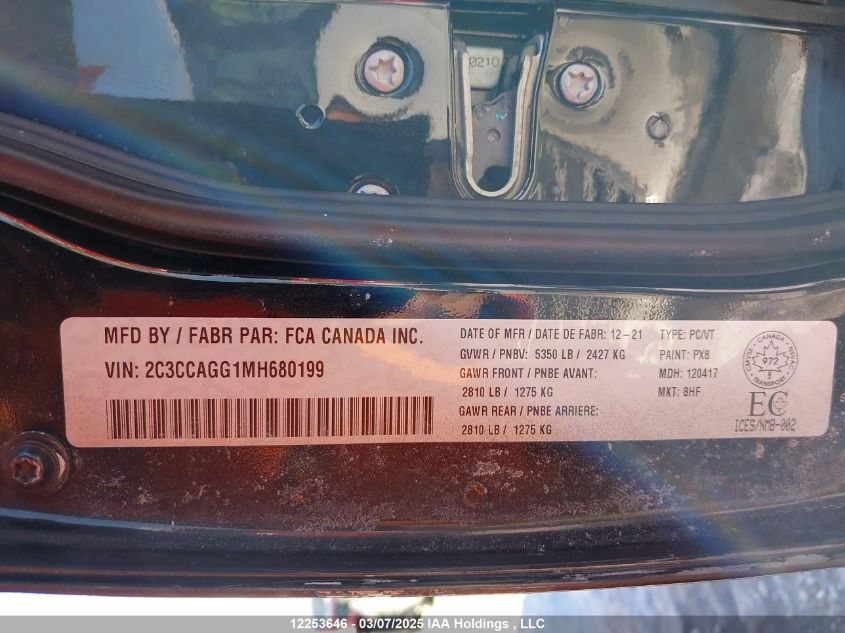 0210
MFD BY / FABR PAR: FCA CANADA INC.
VIN: 2C3CCAGG1MH680199
DATE OF MFR / DATE DE FABR: 12-21
GVWR / PNBV: 5350 LB / 2427 KG
GAWR FRONT / PNBE AVANT:
2810 LB / 1275 KG
GAWR REAR / PNBE ARRIERE:
2810 LB / 1275 KG
TYPE: PC/VT
PAINT: PX8
MDH: 120417
MKT: 8HF
CANADA
972
8
TRANSPORT
EC
ICES/NMB-002
12253646 - 03/07/2025 IAA Holdings , LLC